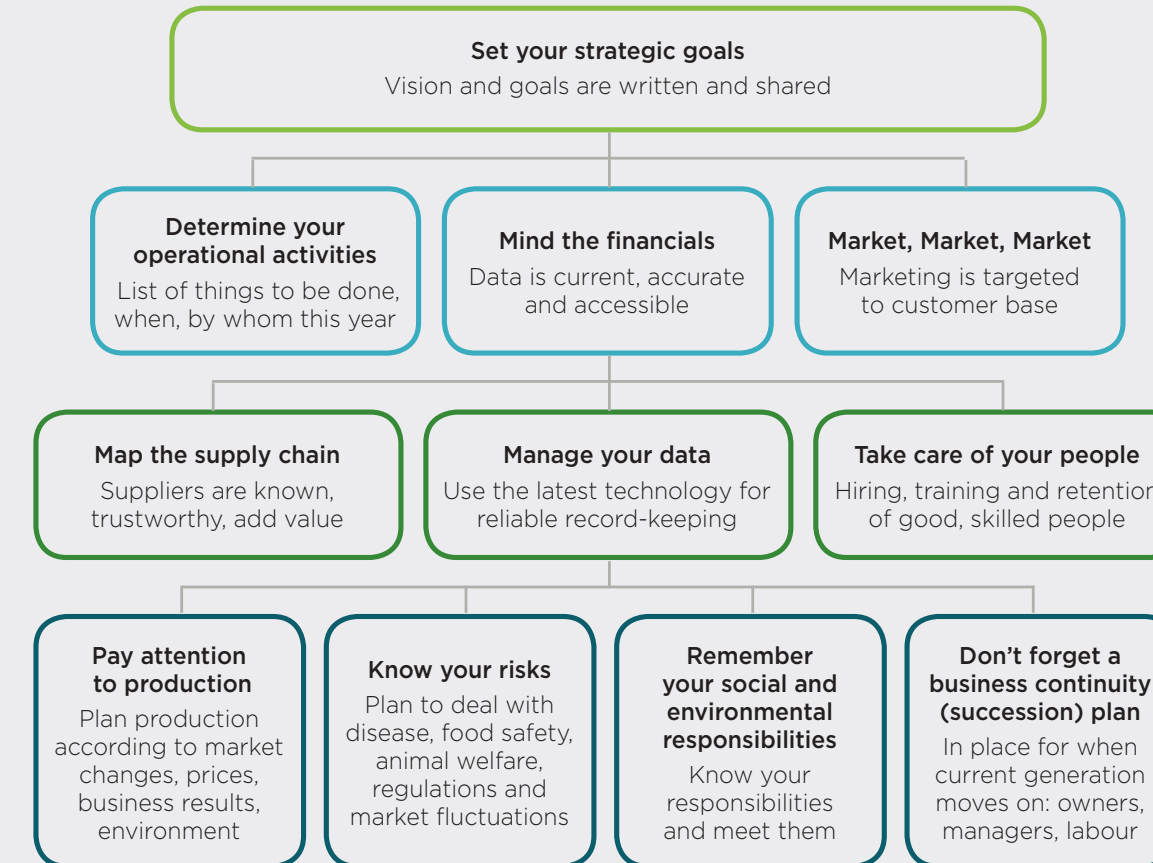 Set your strategic goals
Vision and goals are written and shared
Determine your
operational activities
List of things to be done,
when, by whom this year
Mind the financials
Data is current, accurate
and accessible
Market, Market, Market
Marketing is targeted
to customer base
Map the supply chain
Suppliers are known,
trustworthy, add value
Manage your data
Use the latest technology for
reliable record-keeping
Take care of your people
Hiring, training and retention
of good, skilled people
Pay attention
to production
Plan production
according to market
changes, prices,
business results,
environment
Know your risks
Plan to deal with
disease, food safety,
animal welfare,
regulations and
market fluctuations
Remember
your social and
environmental
responsibilities
Know your
responsibilities
and meet them
Don’t forget a
business continuity
(succession) plan
In place for when
current generation
moves on: owners,
managers, labour